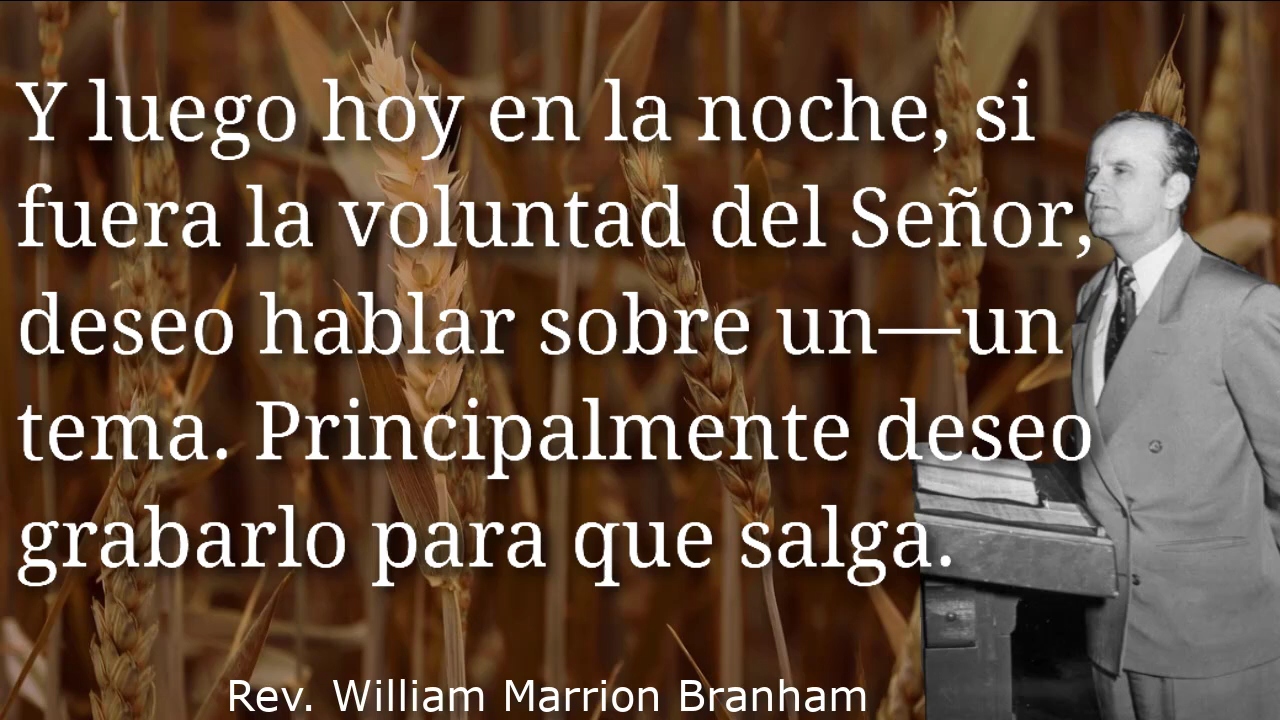 Y luego hoy en la noche, si
fuera la voluntad del Señor,
deseo hablar sobre un—un
tema. Principalmente deseo
grabarlo para que salga.
Rev. William Marrion Branham